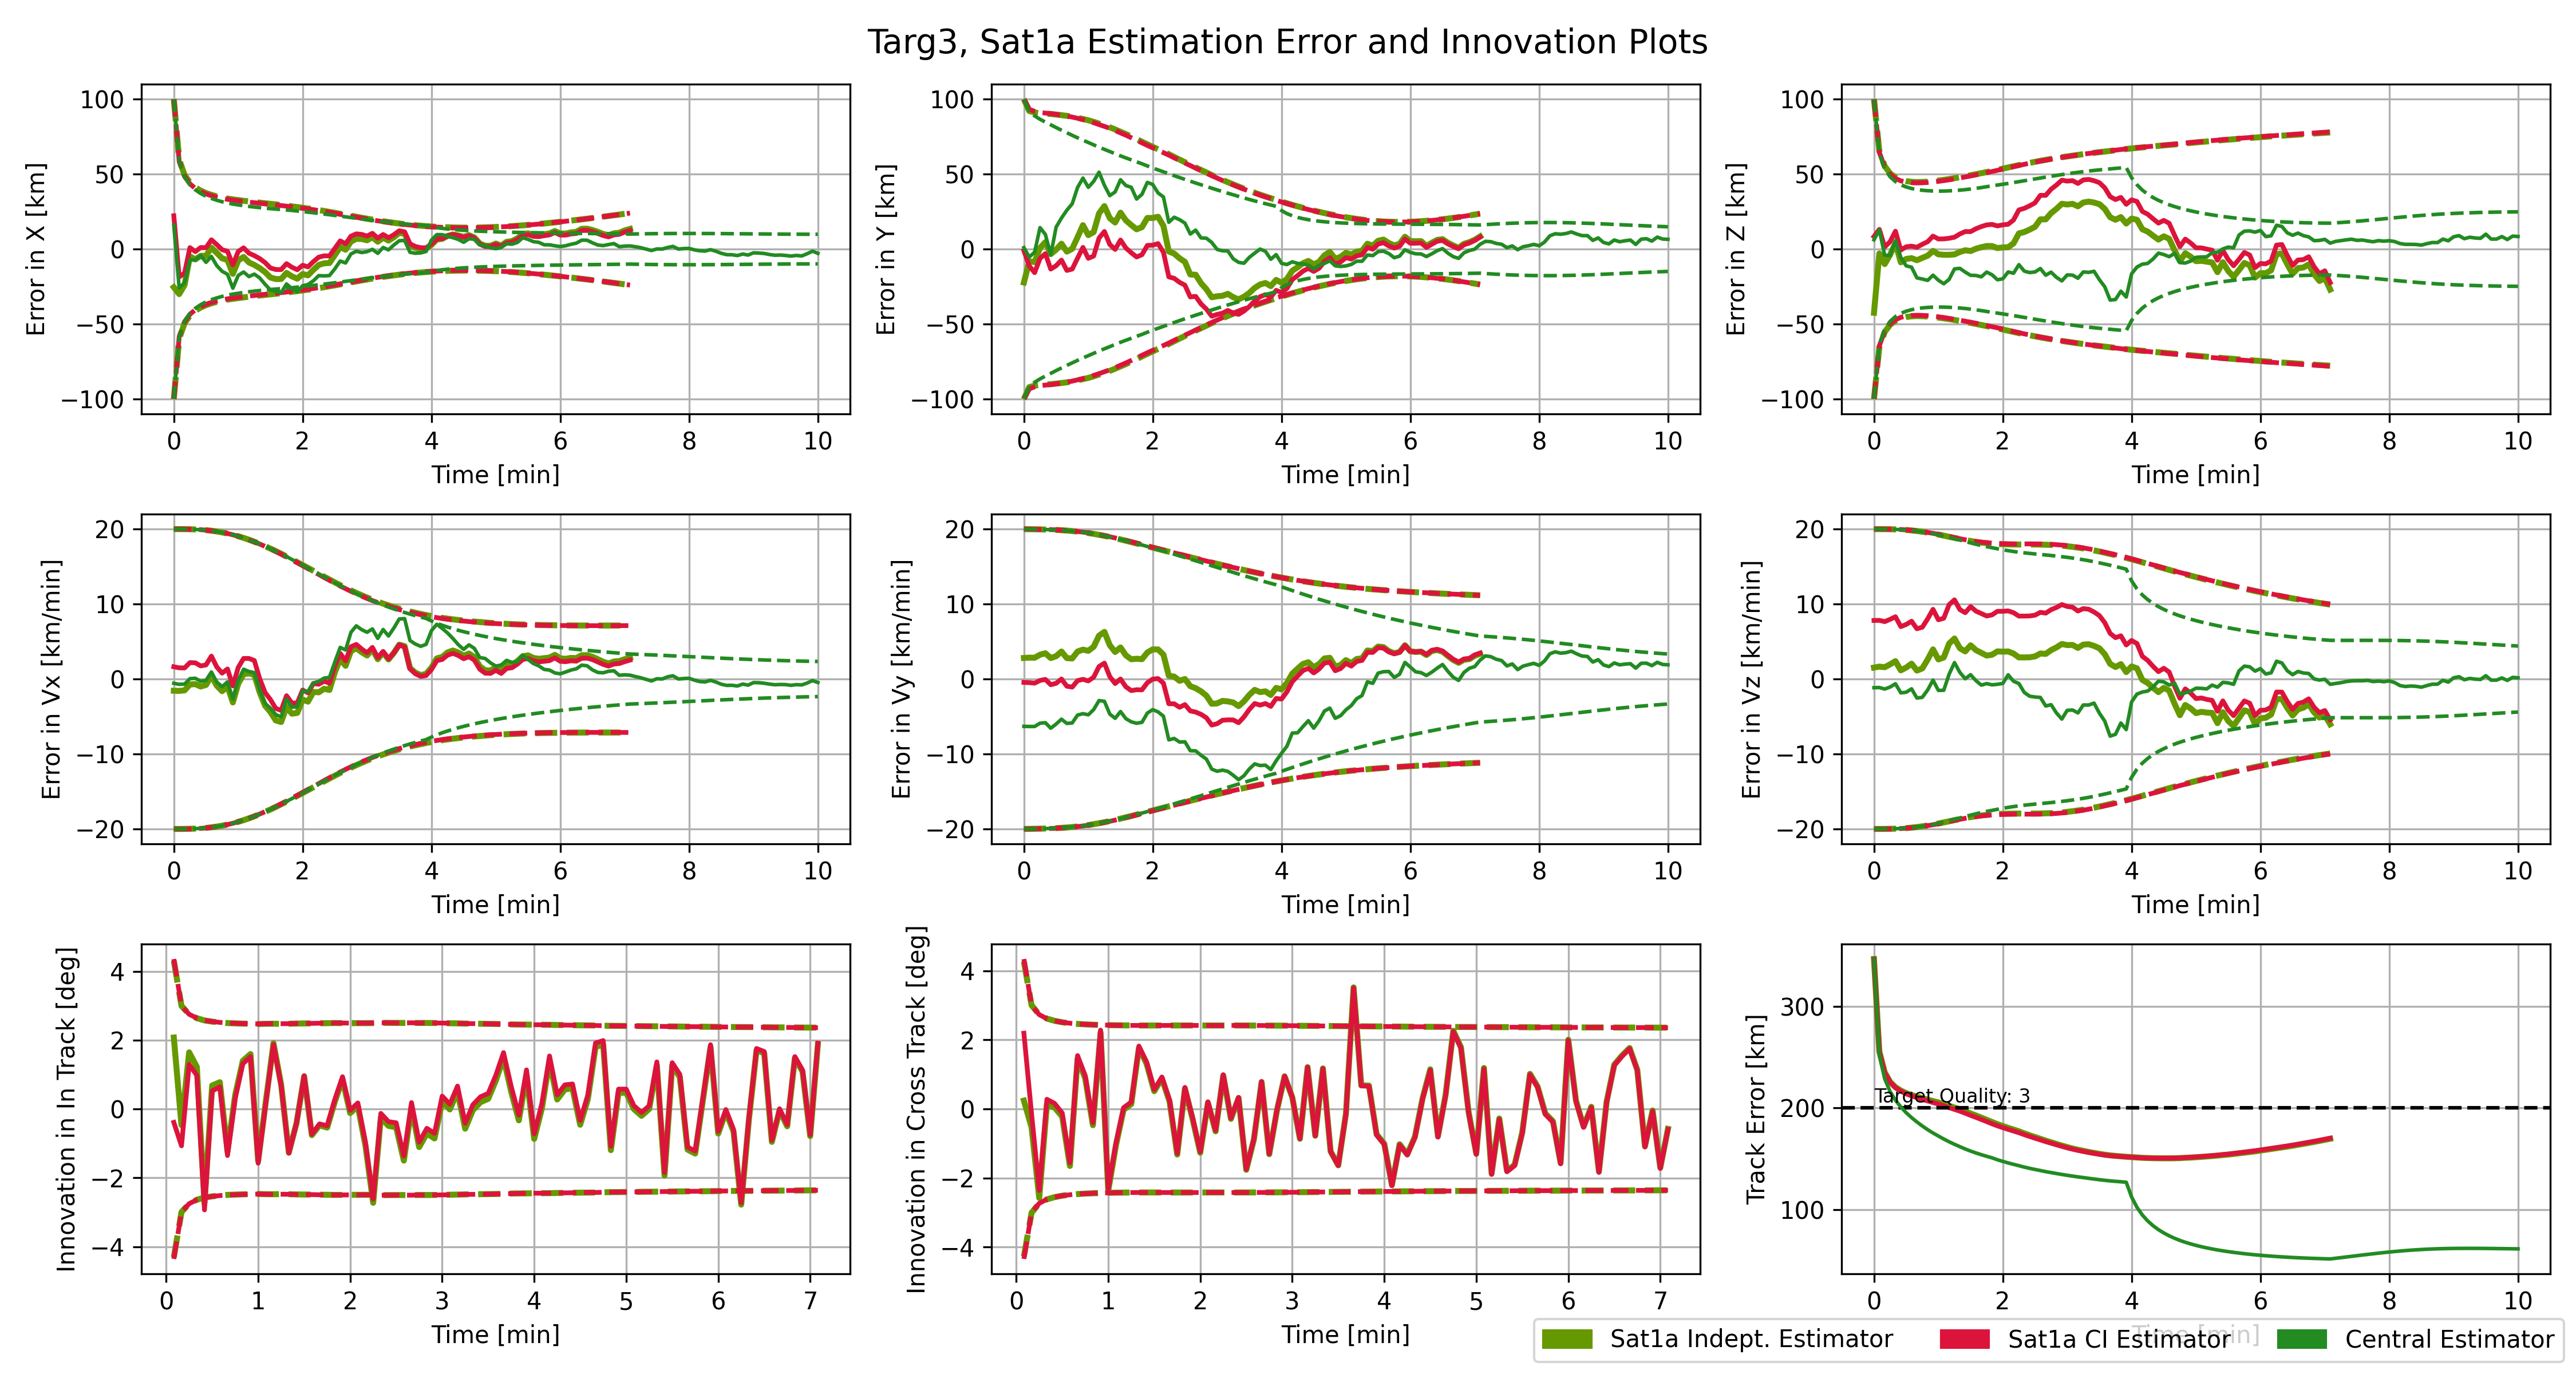 Targ3, Sat1a Estimation Error and Innovation Plots
Error in X [km]
100
50
0
−50
−100
0 2 4 6 8 10
Time [min]
Error in Y [km]
100
50
0
−50
−100
0 2 4 6 8 10
Time [min]
Error in Z [km]
100
50
0
−50
−100
0 2 4 6 8 10
Time [min]
Error in Vx [km/min]
20
10
0
−10
−20
0 2 4 6 8 10
Time [min]
Error in Vy [km/min]
20
10
0
−10
−20
0 2 4 6 8 10
Time [min]
Error in Vz [km/min]
20
10
0
−10
−20
0 2 4 6 8 10
Time [min]
Innovation in In Track [deg]
4
2
0
−2
−4
0 1 2 3 4 5 6 7
Time [min]
Innovation in Cross Track [deg]
4
2
0
−2
−4
0 1 2 3 4 5 6 7
Time [min]
Track Error [km]
300
200
100
Target Quality: 3
0 2 4 6 8 10
Time [min]
Sat1a Indept. Estimator Sat1a CI Estimator Central Estimator